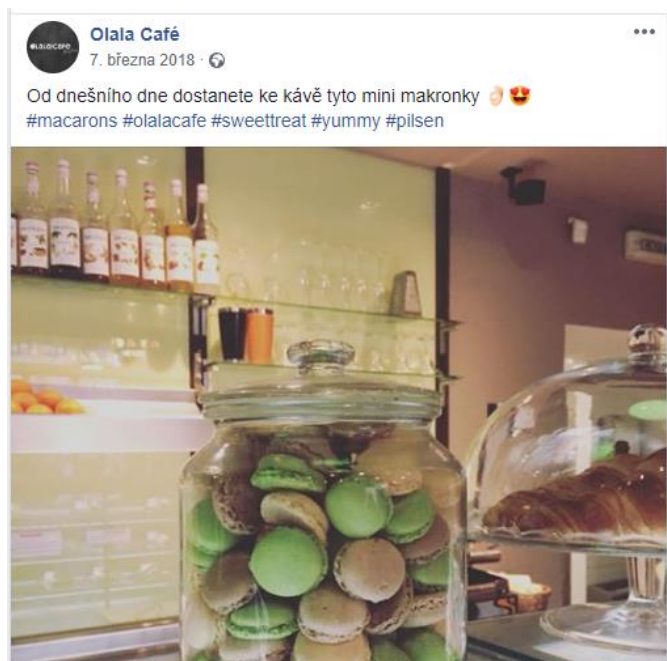 Olala Café
7. března 2018 ·
Od dnešního dne dostanete ke kávě tyto mini makronky 👌🏻😍
#macarons #olalacafe #sweettreat #yummy #pilsen